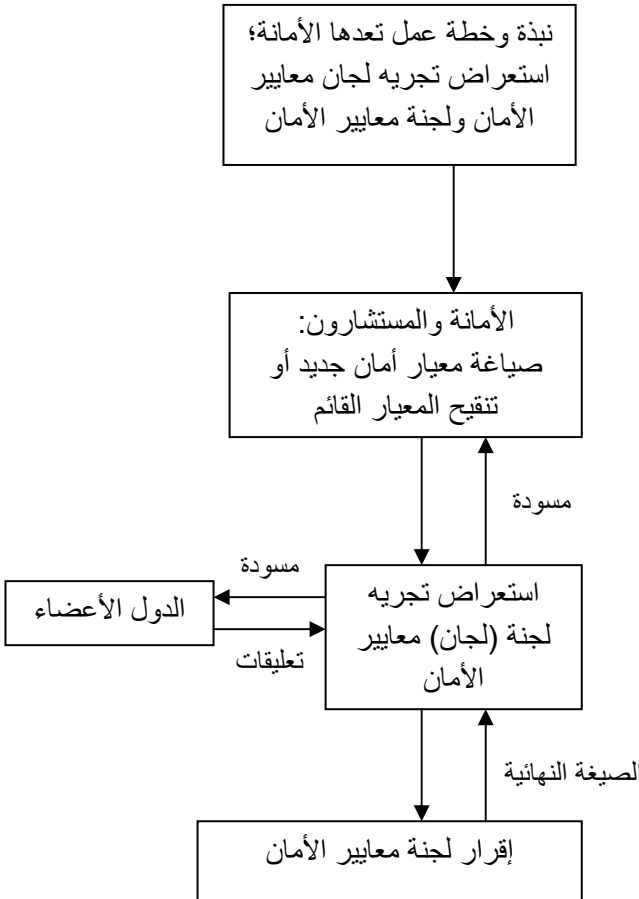 نبذة وخطة عمل تعدها الأمانة؛
استعراض تجريه لجان معايير
الأمان ولجنة معايير الأمان
الأمانة والمستشارون:
صياغة معيار أمان جديد أو
تنقيح المعيار القائم
مسودة
استعراض تجريه
لجنة (لجان) معايير
الأمان
مسودة
الدول الأعضاء
تعليقات
الصيغة النهائية
إقرار لجنة معايير الأمان